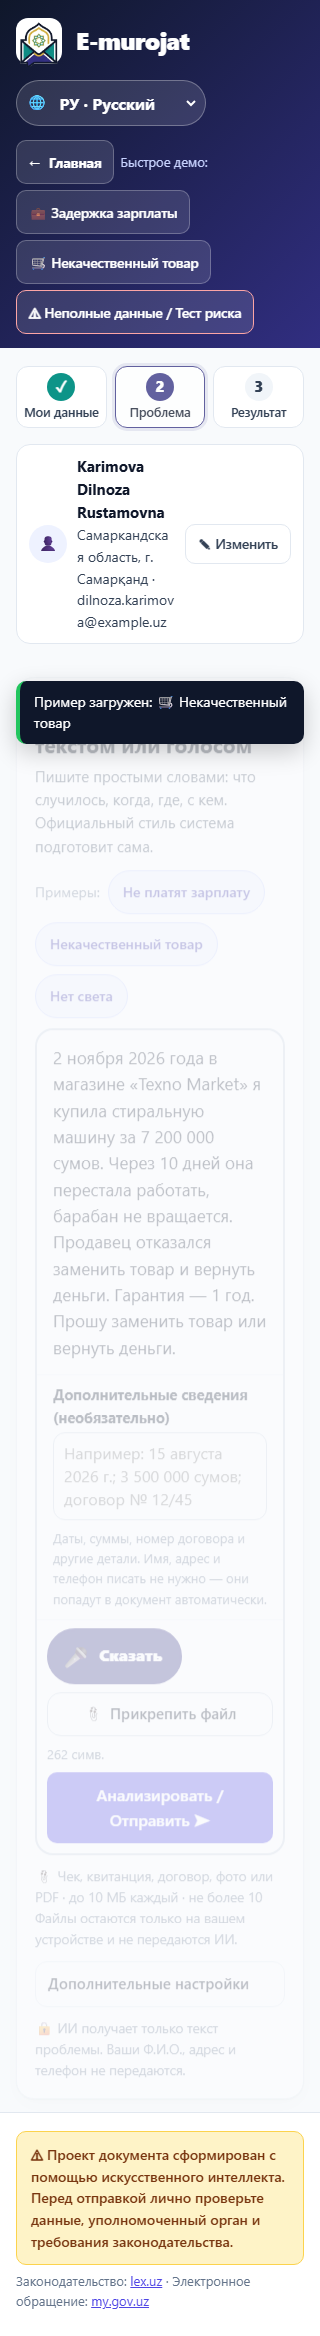 E-murojat
РУ · Русский
← Главная Быстрое демо:
Задержка зарплаты
Некачественный товар
⚠ Неполные данные / Тест риска
✓ 2 3
Мои данные Проблема Результат
Karimova
Dilnoza
Rustamovna
Самаркандска
я область, г.
Самарқанд ·
dilnoza.karimov
a@example.uz
Изменить
Пример загружен: 🛒 Некачественный
товар
текстом или голосом
Пишите простыми словами: что
случилось, когда, где, с кем.
Официальный стиль система
подготовит сама.
Примеры: Не платят зарплату
Некачественный товар
Нет света
2 ноября 2026 года в
магазине «Texno Market» я
купила стиральную
машину за 7 200 000
сумов. Через 10 дней она
перестала работать,
барабан не вращается.
Продавец отказался
заменить товар и вернуть
деньги. Гарантия — 1 год.
Прошу заменить товар или
вернуть деньги.
Дополнительные сведения
(необязательно)
Например: 15 августа
2026 г.; 3 500 000 сумов;
договор № 12/45
Даты, суммы, номер договора и
другие детали. Имя, адрес и
телефон писать не нужно — они
попадут в документ автоматически.
Сказать
Прикрепить файл
262 симв.
Анализировать /
Отправить ➤
Чек, квитанция, договор, фото или
PDF · до 10 МБ каждый · не более 10
Файлы остаются только на вашем
устройстве и не передаются ИИ.
Дополнительные настройки
🔒 ИИ получает только текст
проблемы. Ваши Ф.И.О., адрес и
телефон не передаются.
⚠ Проект документа сформирован с
помощью искусственного интеллекта.
Перед отправкой лично проверьте
данные, уполномоченный орган и
требования законодательства.
Законодательство: lex.uz · Электронное
обращение: my.gov.uz